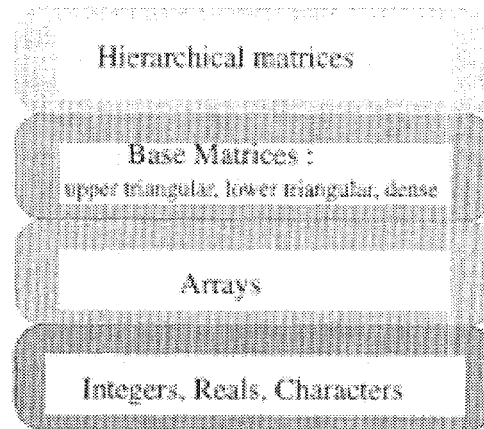 Hierarchical matrices
Base Matrices :
upper triangular, lower triangular, dense
Arrays
Integers, Reals, Characters